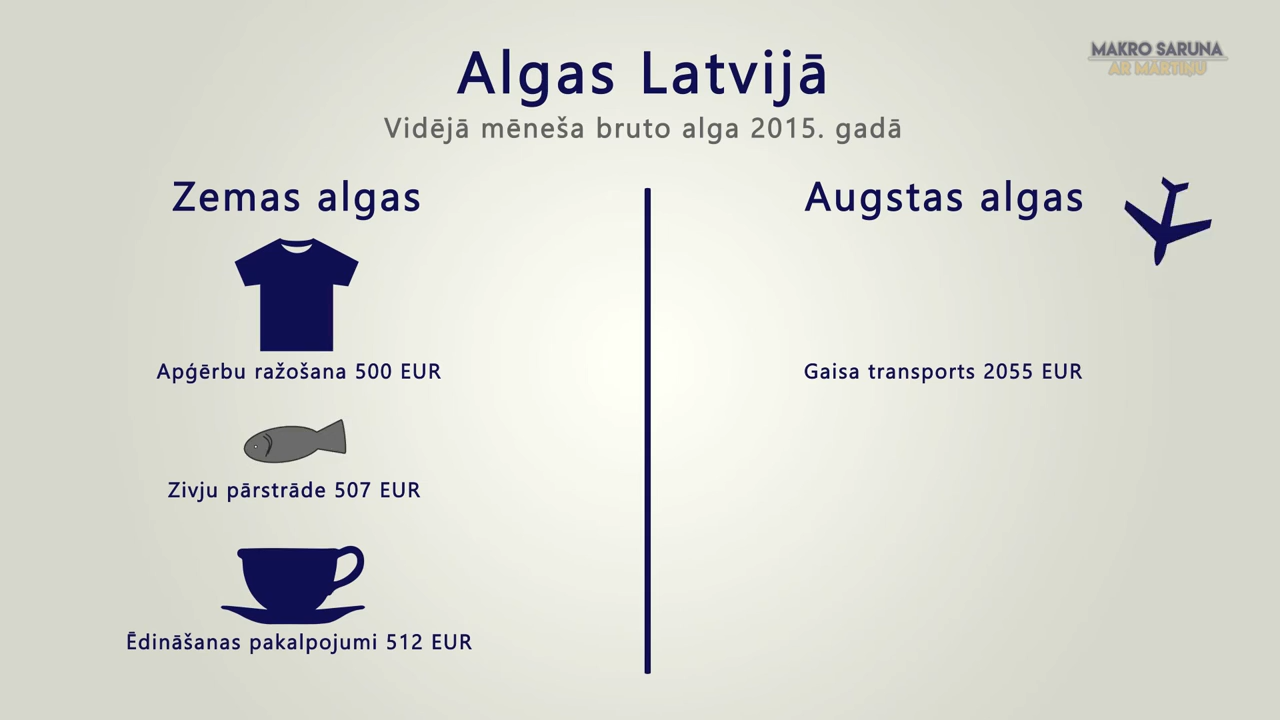 Algas Latvijā
Vidējā mēneša bruto alga 2015. gadā
MAKRO SARUNA
AR MĀRTIŅU
Zemas algas
Apģērbu ražošana 500 EUR
Zivju pārstrāde 507 EUR
Ēdināšanas pakalpojumi 512 EUR
Augstas algas
Gaisa transports 2055 EUR